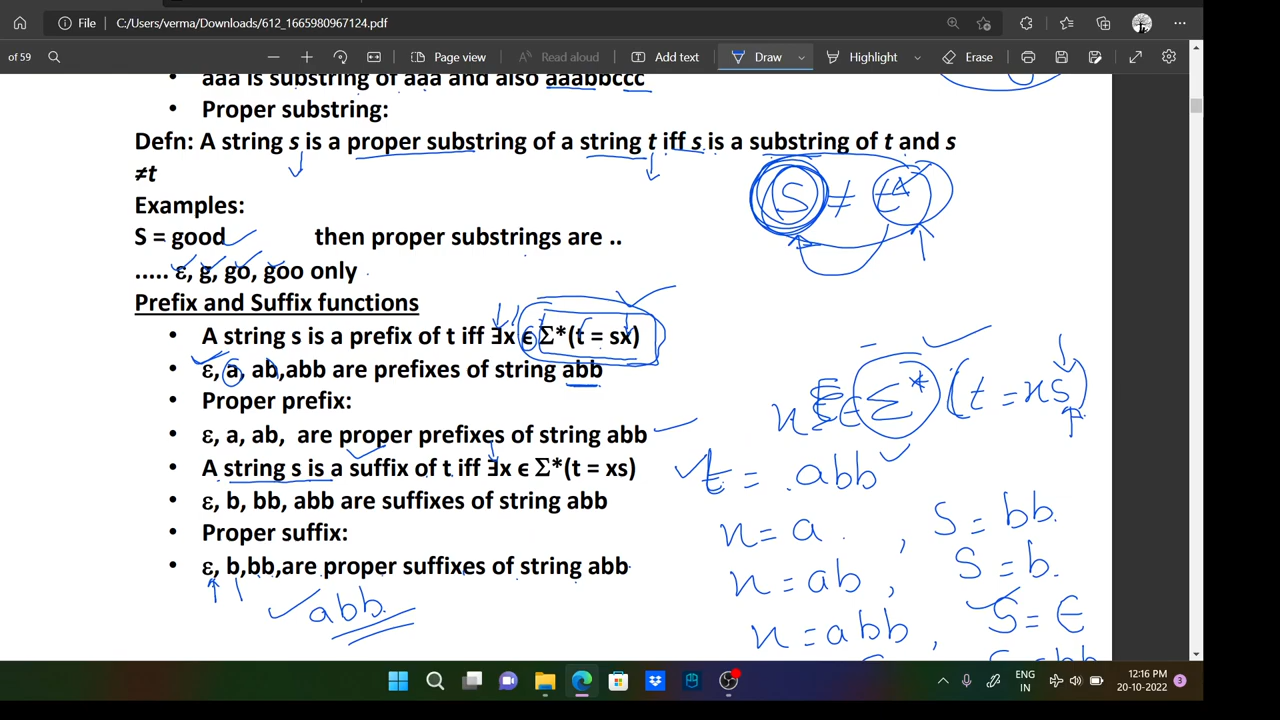 File C:/Users/verma/Downloads/612_1665980967124.pdf
of 59 Page view Read aloud Add text Draw Highlight Erase
aaa is substring of aaa and also aaabbccc
• Proper substring:
Defn: A string s is a proper substring of a string t iff s is a substring of t and s
≠t
S ≠ t
Examples:
S = good then proper substrings are ..
..... ε, g, go, goo only
Prefix and Suffix functions
• A string s is a prefix of t iff ∃x ϵ Σ*(t = sx)
• ε, a, ab,abb are prefixes of string abb
• Proper prefix:
• ε, a, ab, are proper prefixes of string abb
• A string s is a suffix of t iff ∃x ϵ Σ*(t = xs)
• ε, b, bb, abb are suffixes of string abb
• Proper suffix:
• ε, b,bb,are proper suffixes of string abb
abb
Σ* (t = xs)
t = abb
x = a , S = bb.
x = ab , S = b.
x = abb , S = ε
ENG
IN
12:16 PM
20-10-2022
3